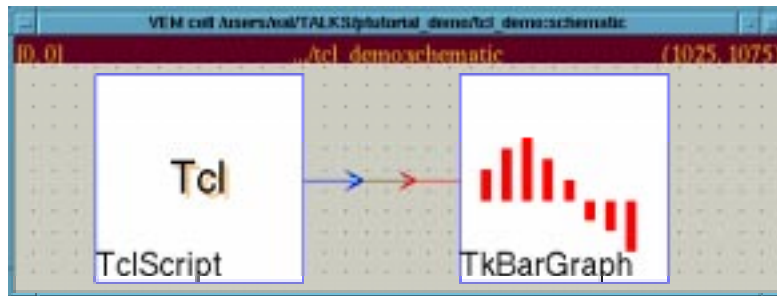 VEM cell /users/eal/TALKS/ptutorial_demo/tcl_demo:schematic
[0, 0] .../tcl_demo:schematic (1025, 1075
Tcl
TclScript TkBarGraph